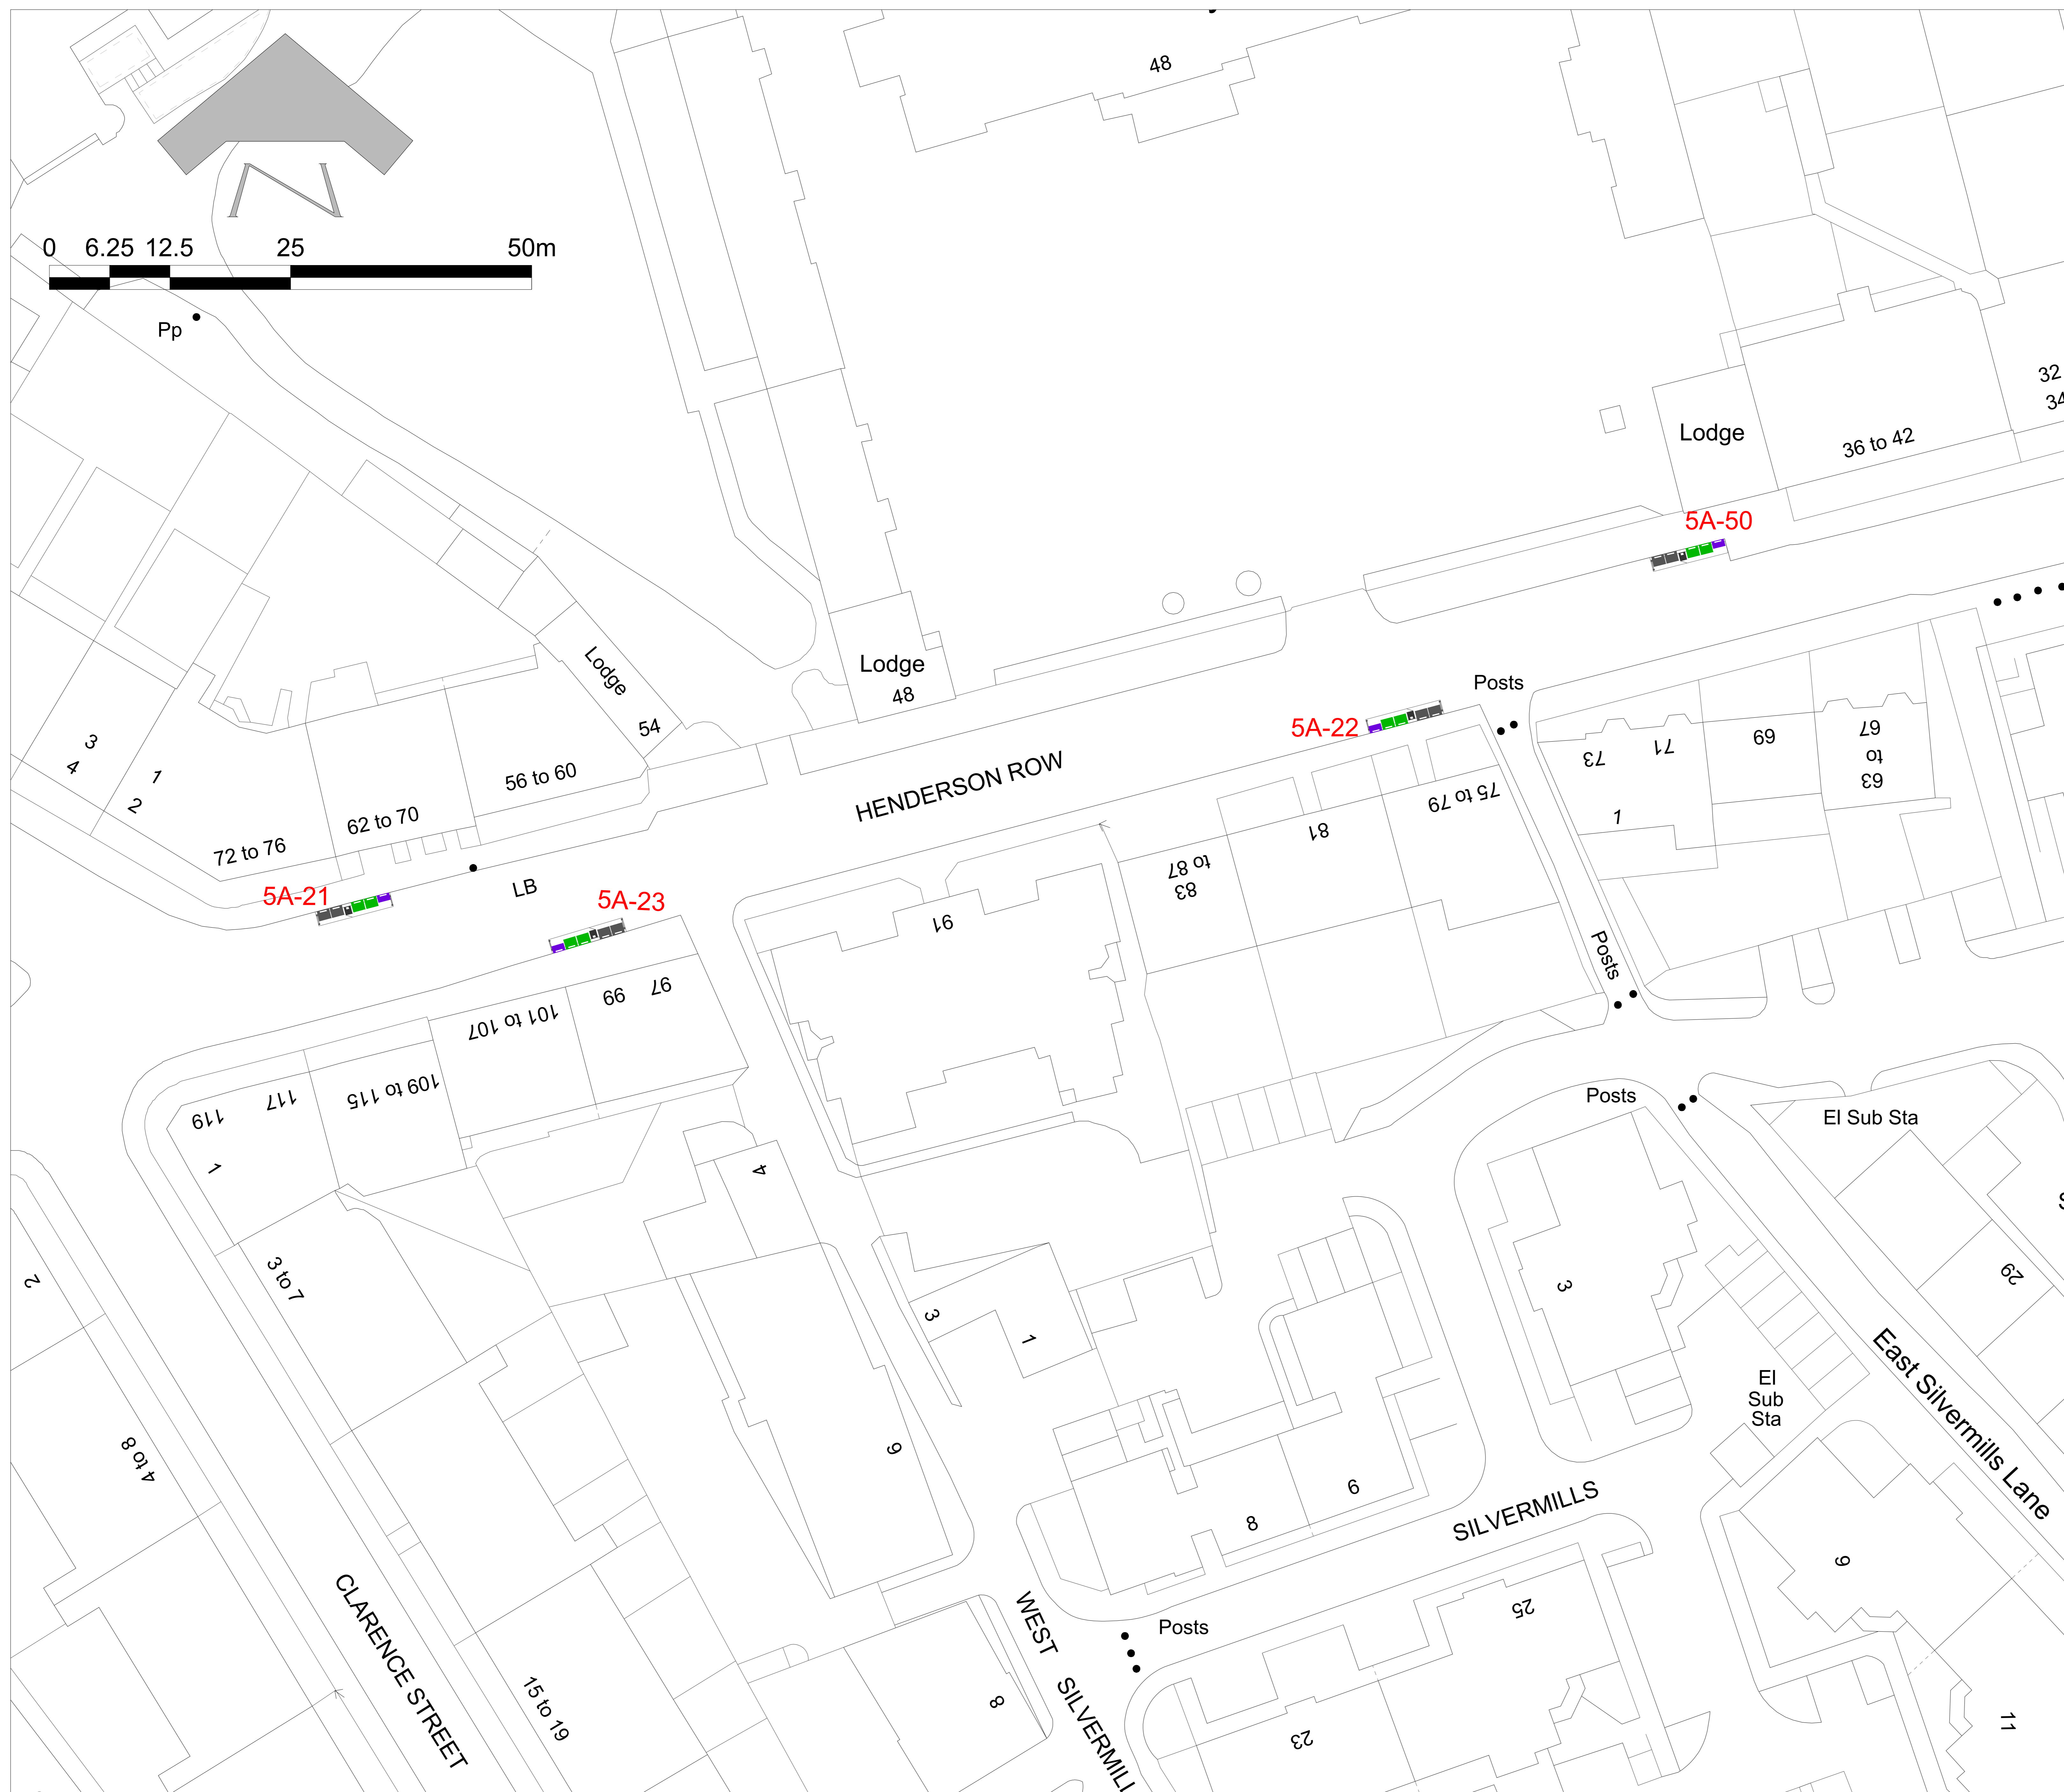 48
0 6.25 12.5 25 50m
Pp
32
34
Lodge
36 to 42
5A-50
Lodge
48
Lodge
54
56 to 60
62 to 70
72 to 76
3
4
1
2
5A-21
LB
5A-23
HENDERSON ROW
5A-22
Posts
73
71
69
67
to
63
1
75 to 79
81
83
to 87
91
97
99
101 to 107
109 to 115
117
119
1
Posts
Posts
El Sub Sta
4
3 to 7
2
4 to 8
3
1
3
29
El
Sub
Sta
East Silvermills Lane
6
6
8
SILVERMILLS
CLARENCE STREET
15 to 19
WEST SILVERMILL
Posts
8
25
23
9
11